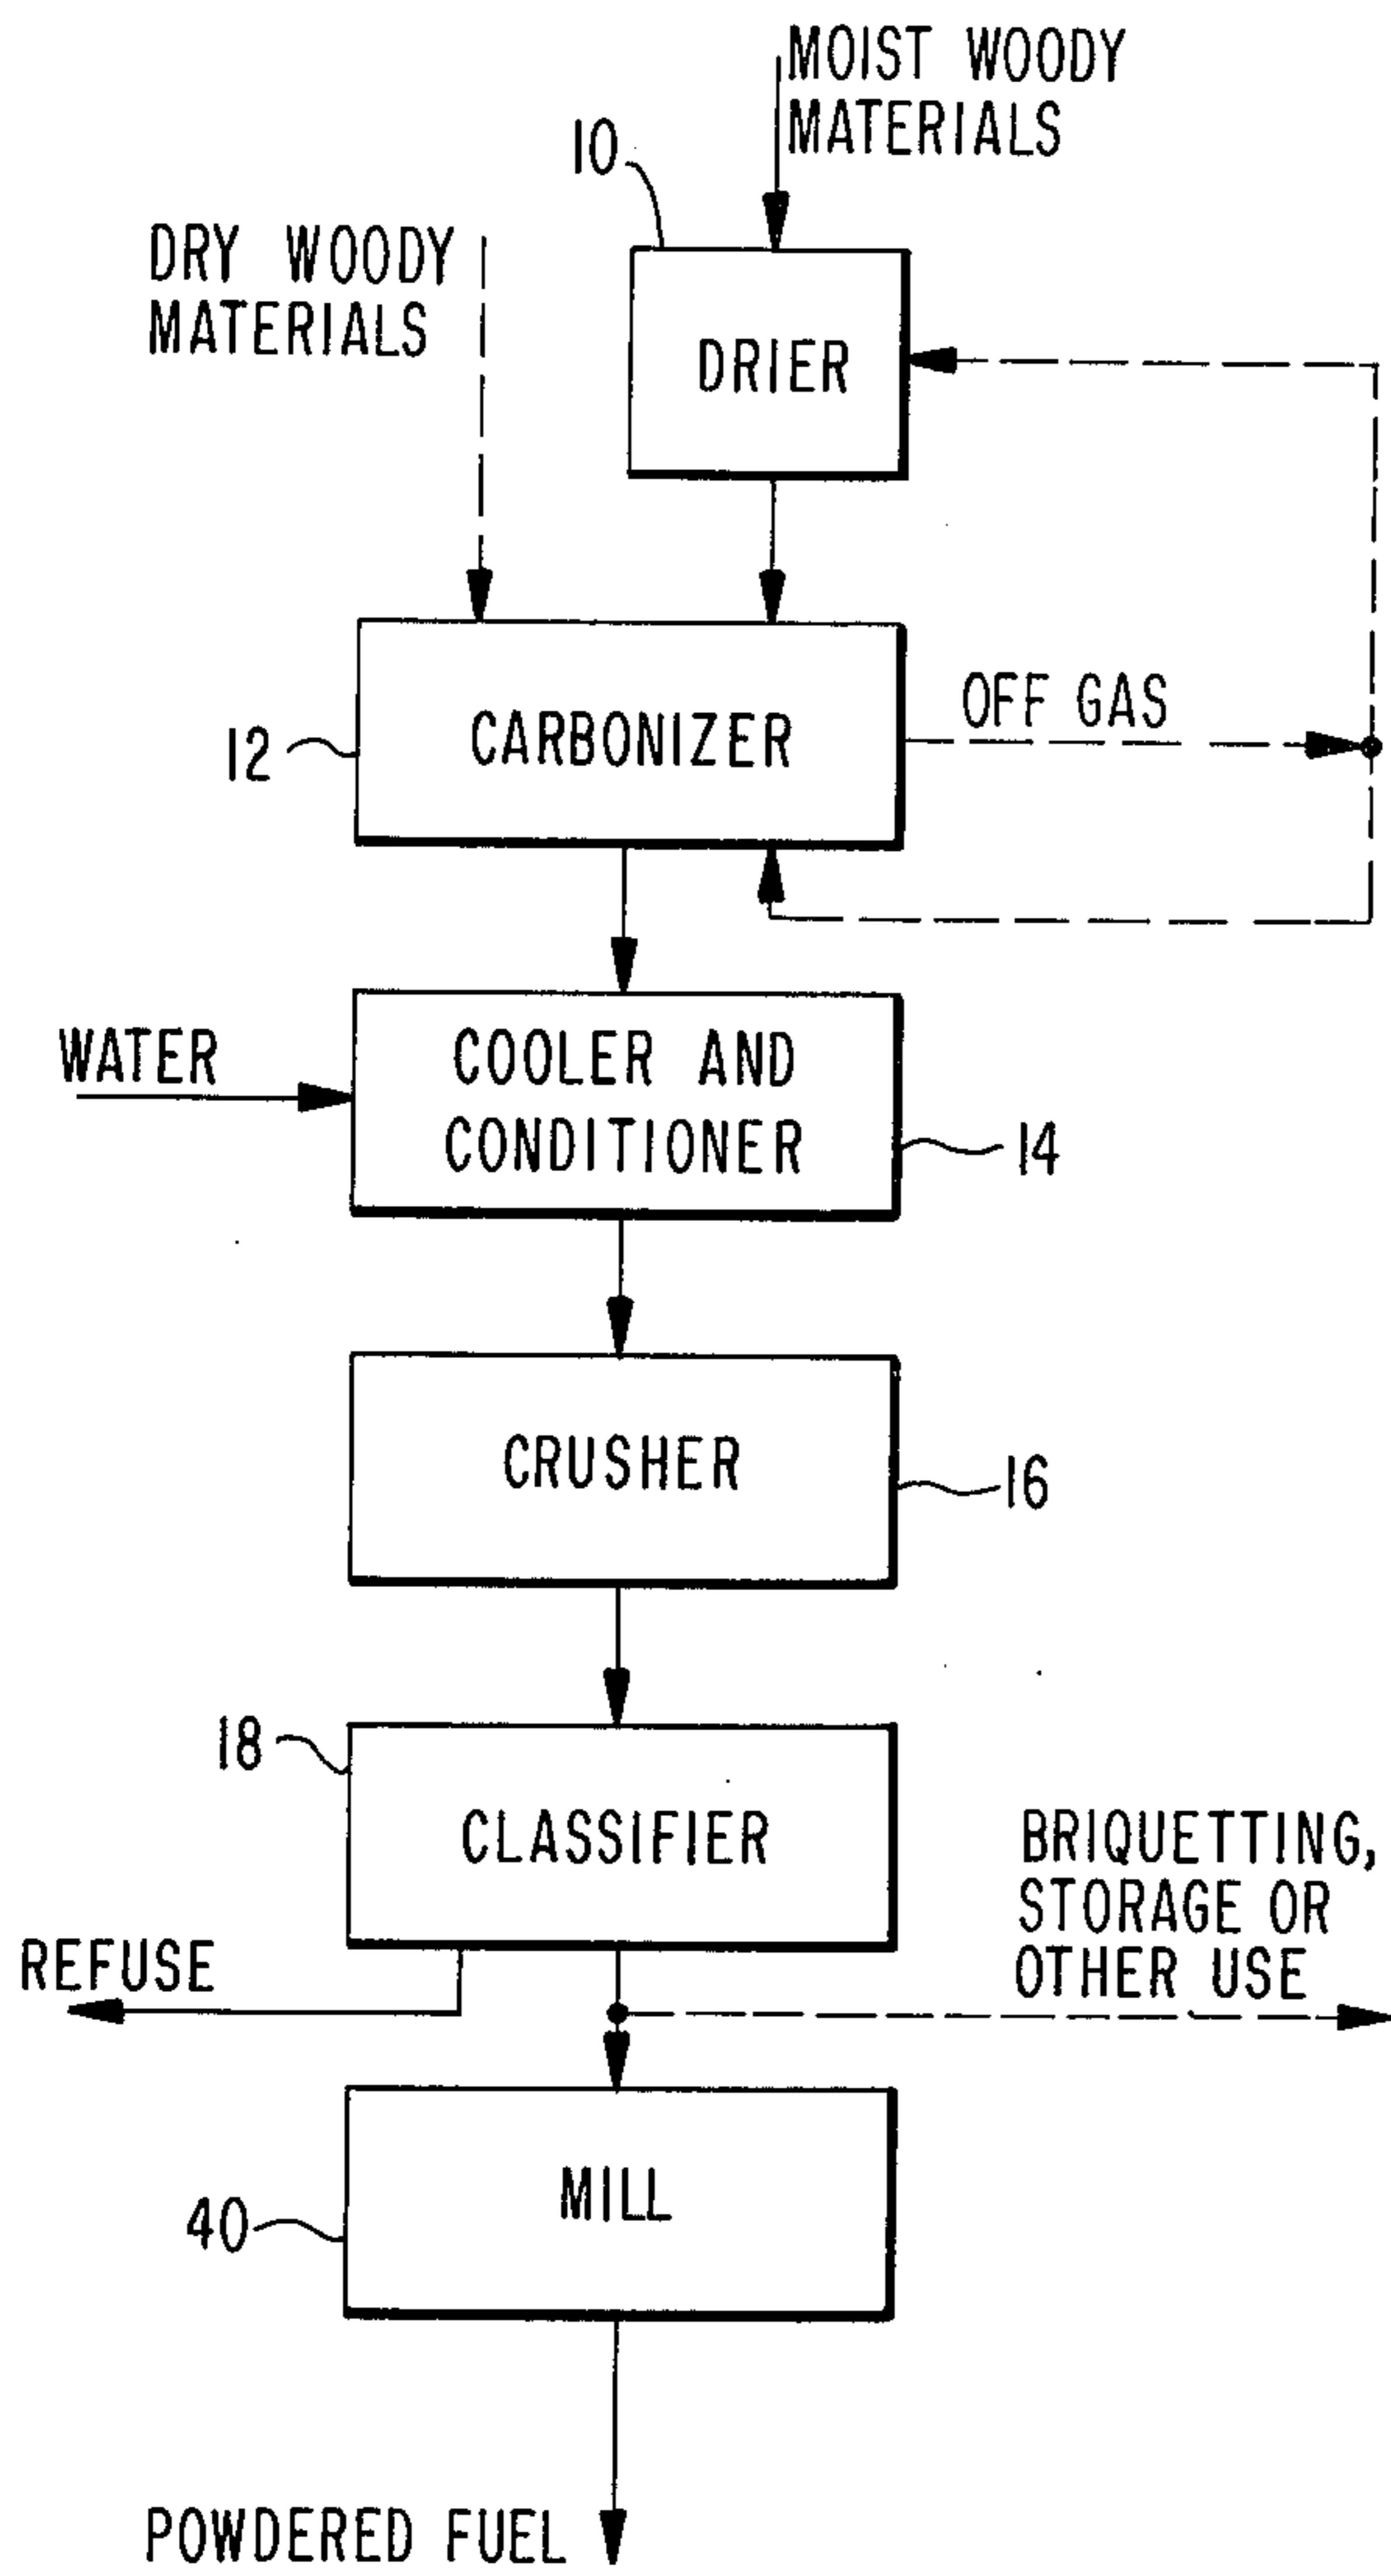 MOIST WOODY
MATERIALS
10
DRY WOODY
MATERIALS
DRIER
OFF GAS
CARBONIZER
12
WATER
COOLER AND
CONDITIONER
14
CRUSHER
16
18
CLASSIFIER
BRIQUETTING,
STORAGE OR
OTHER USE
REFUSE
MILL
40
POWDERED FUEL